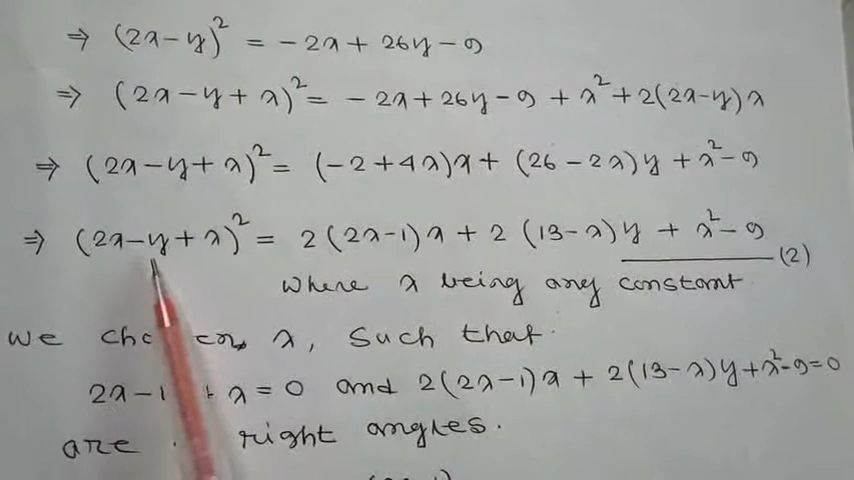 ⇒ (2x-y)² = -2x + 26y - 9
⇒ (2x-y+λ)² = -2x+26y-9+λ²+2(2x-y)λ
⇒ (2x-y+λ)² = (-2+4λ)x + (26-2λ)y + λ²-9
⇒ (2x-y+λ)² = 2(2λ-1)x + 2(13-λ)y + λ²-9 (2)
where λ being any constant
we λ, such that
2x- + λ = 0 and 2(2λ-1)x + 2(13-λ)y + λ²-9=0
are right angles.